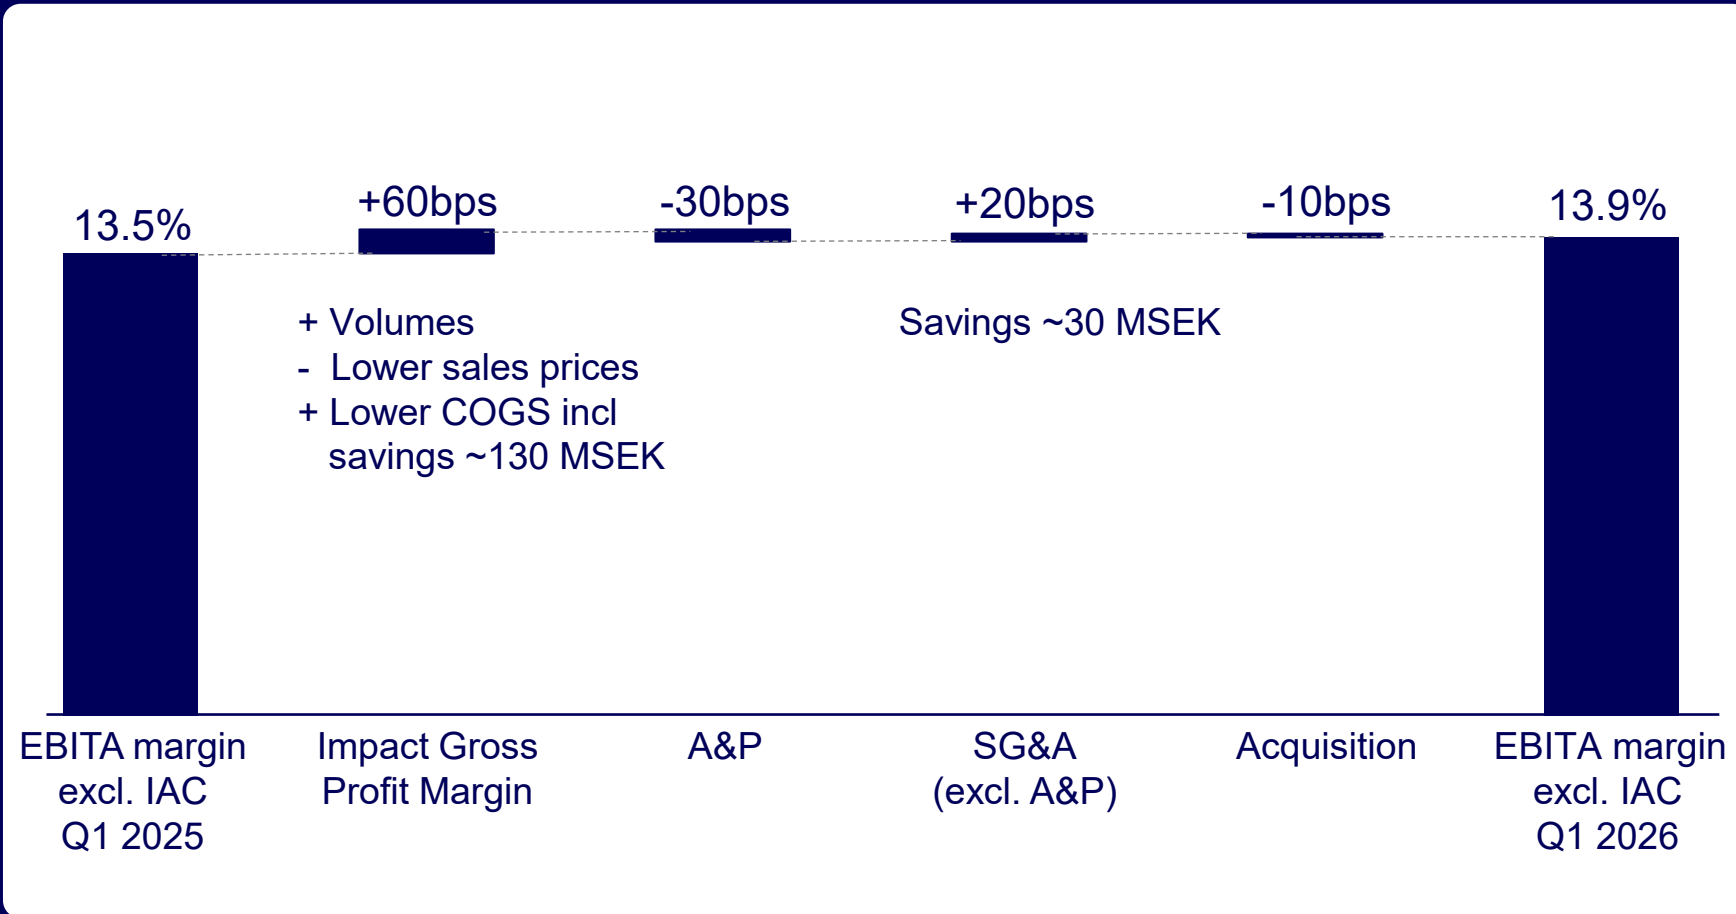 13.5%
+60bps
-30bps
+20bps
-10bps
13.9%
+ Volumes
- Lower sales prices
+ Lower COGS incl
savings ~130 MSEK
Savings ~30 MSEK
EBITA margin
excl. IAC
Q1 2025
Impact Gross
Profit Margin
A&P
SG&A
(excl. A&P)
Acquisition
EBITA margin
excl. IAC
Q1 2026